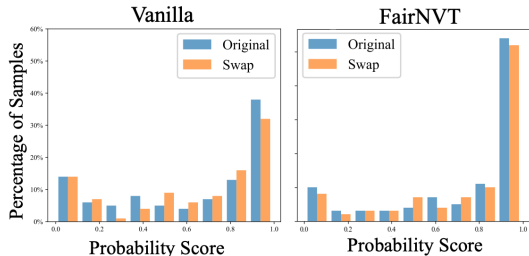 Vanilla
FairNVT
60%
50%
40%
30%
20%
10%
0%
Percentage of Samples
Original
Swap
Original
Swap
0.0 0.2 0.4 0.6 0.8 1.0
0.0 0.2 0.4 0.6 0.8 1.0
Probability Score
Probability Score